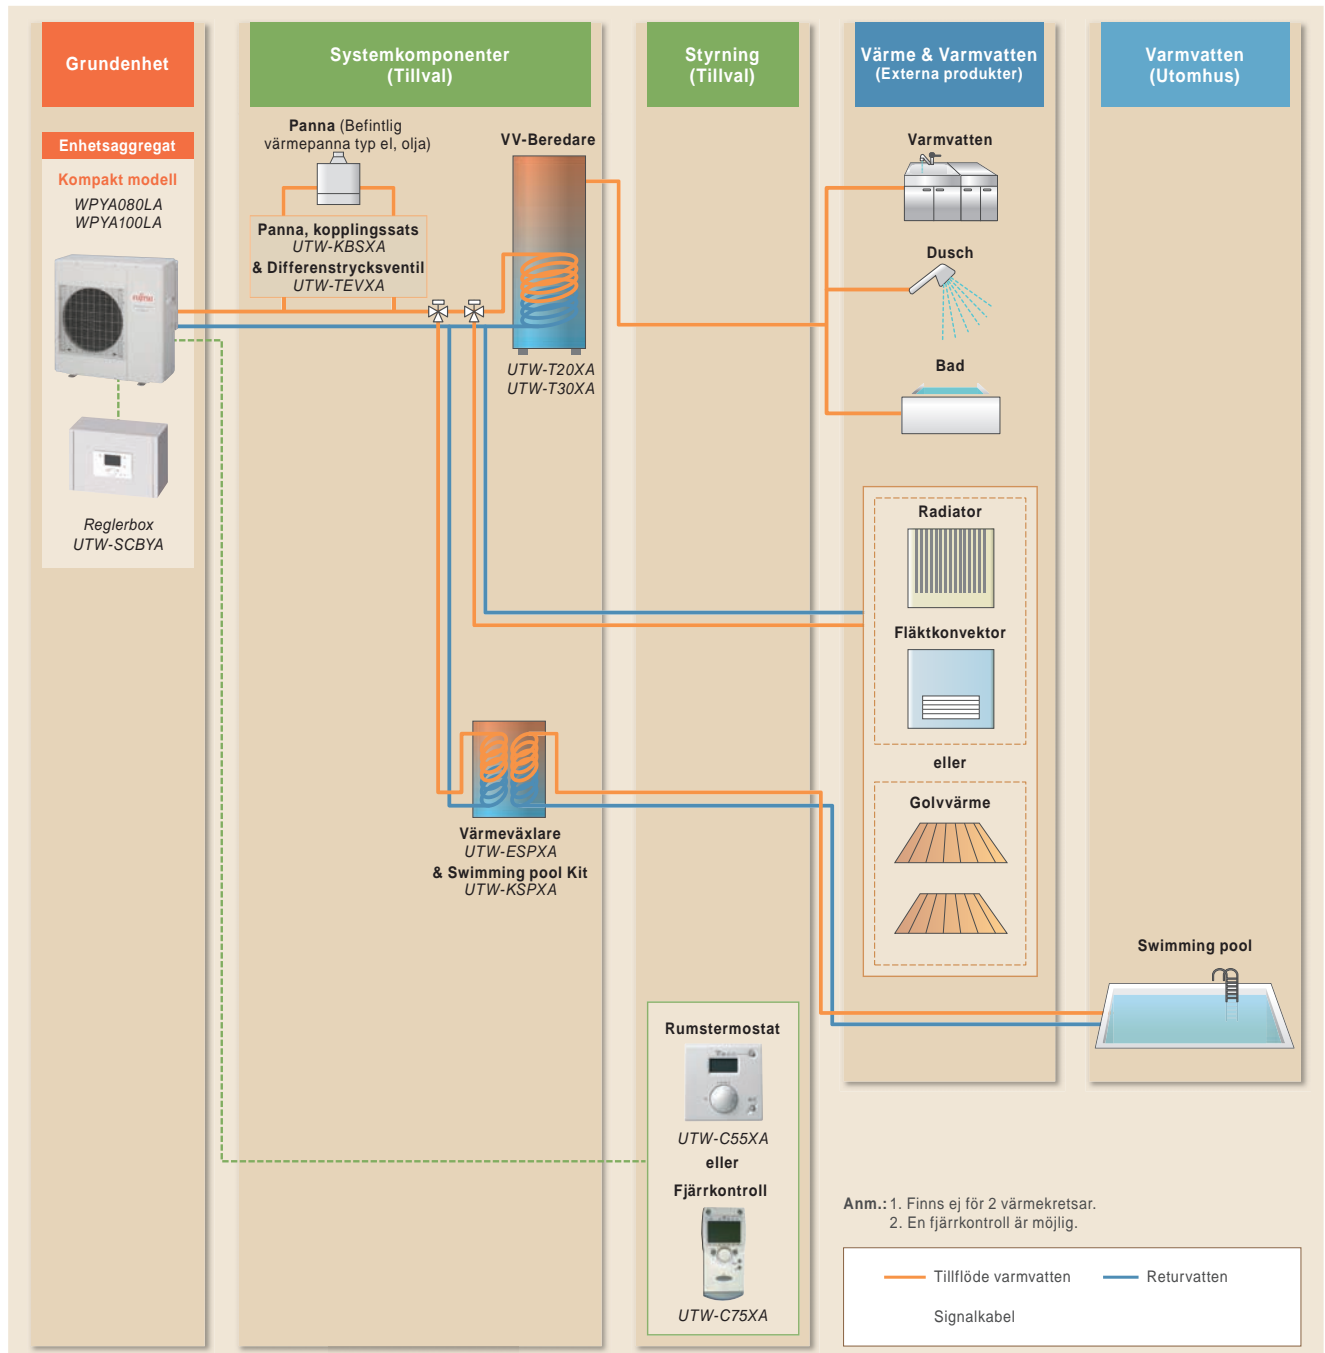 Grundenhet
Systemkomponenter
(Tillval)
Styrning
(Tillval)
Värme & Varmvatten
(Externa produkter)
Varmvatten
(Utomhus)
Enhetsaggregat
Kompakt modell
WPYA080LA
WPYA100LA
FUJITSU
Reglerbox
UTW-SCBYA
Panna (Befintlig
värmepanna typ el, olja)
Panna, kopplingssats
UTW-KBSXA
& Differenstrycksventil
UTW-TEVXA
VV-Beredare
UTW-T20XA
UTW-T30XA
Värmeväxlare
UTW-ESPXA
& Swimming pool Kit
UTW-KSPXA
Rumstermostat
UTW-C55XA
eller
Fjärrkontroll
UTW-C75XA
Varmvatten
Dusch
Bad
Radiator
Fläktkonvektor
eller
Golvvärme
Swimming pool
Anm.: 1. Finns ej för 2 värmekretsar.
2. En fjärrkontroll är möjlig.
Tillflöde varmvatten
Returvatten
Signalkabel